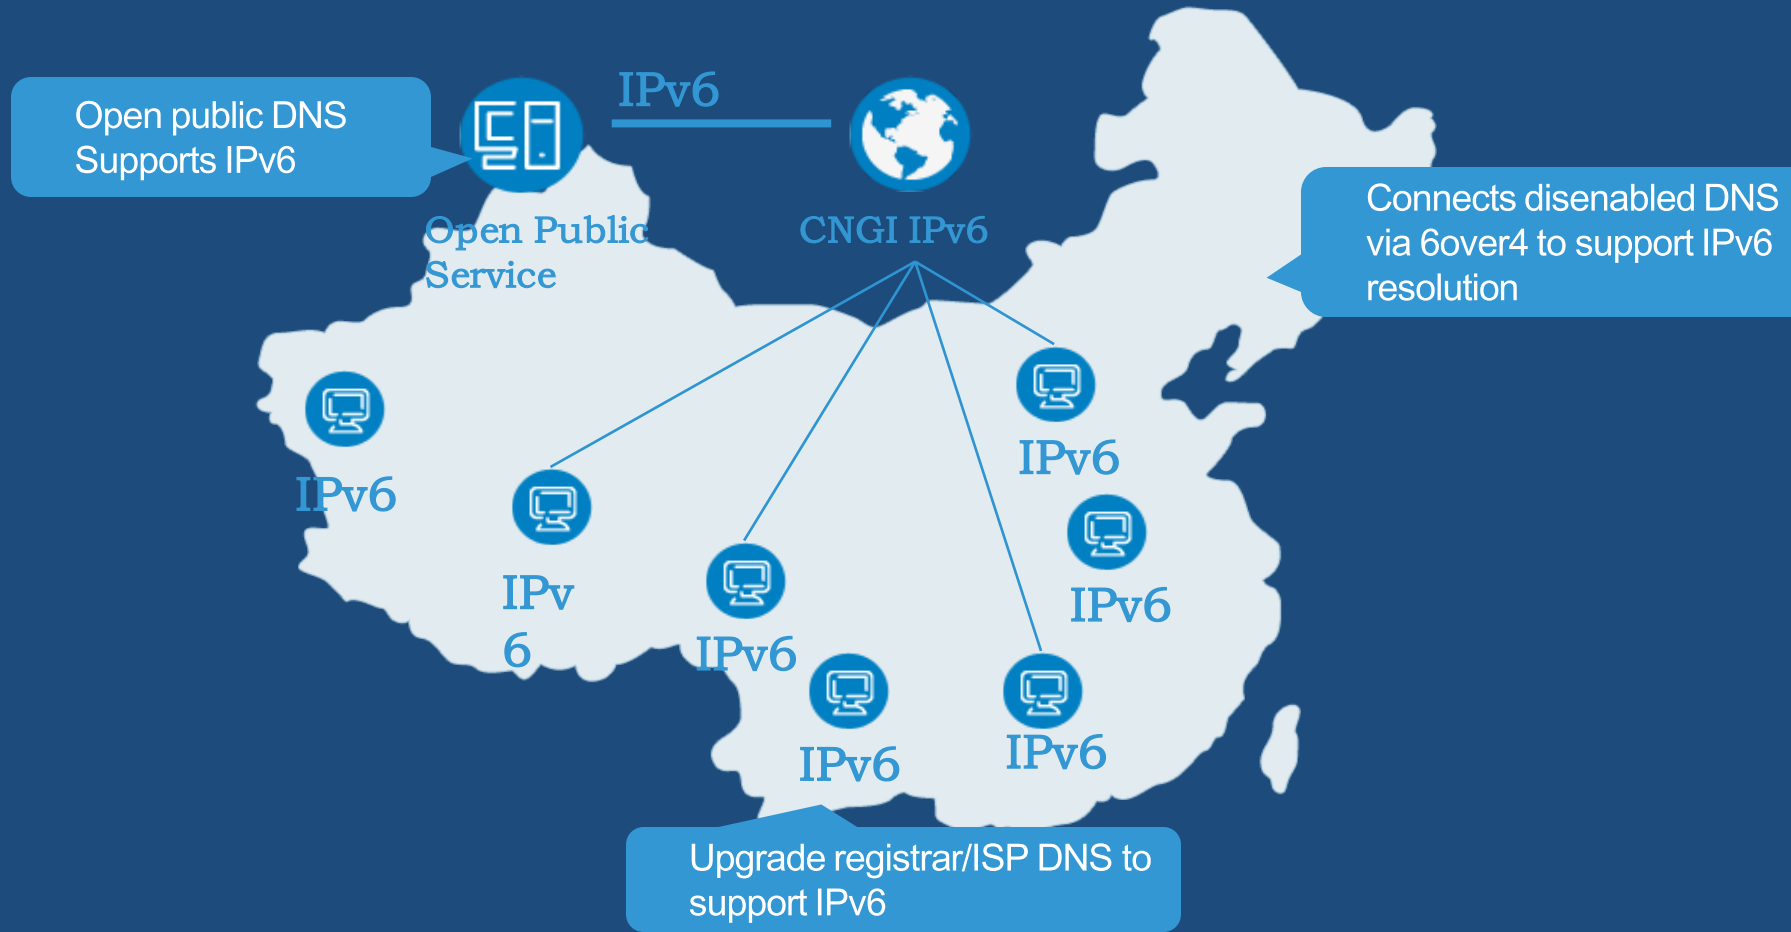 IPv6
Open public DNS
Supports IPv6
Connects disenabled DNS
via 6over4 to support IPv6
resolution
Open Public
Service
CNGI IPv6
IPv6
IPv6
IPv
6
IPv6
IPv6
IPv6
IPv6
Upgrade registrar/ISP DNS to
support IPv6